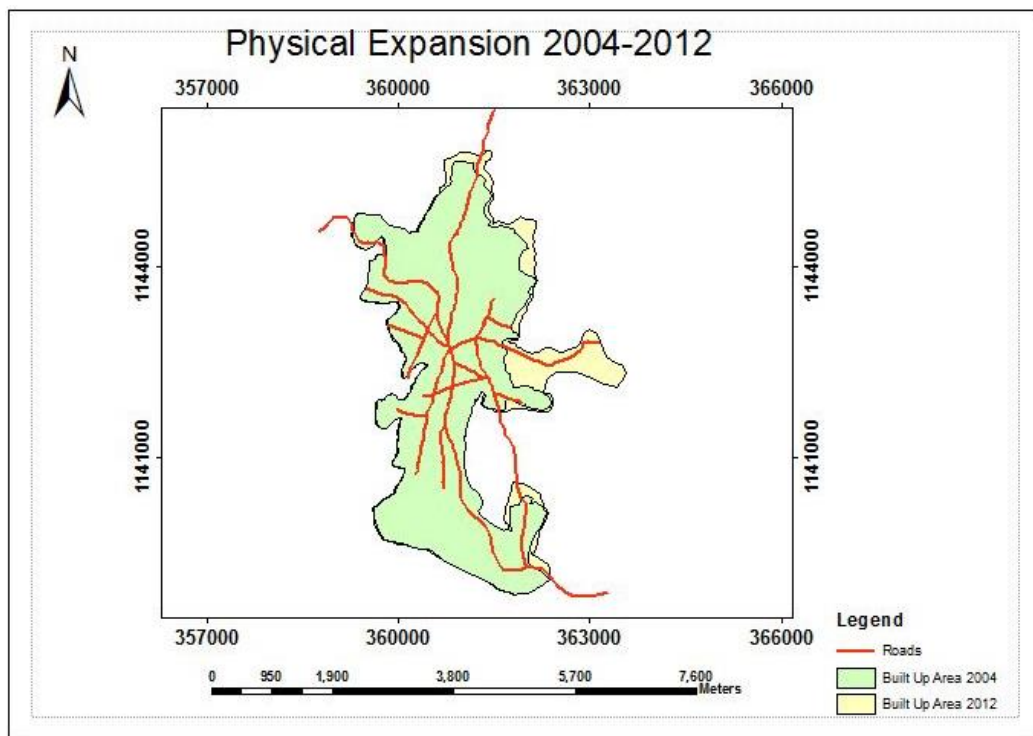 Physical Expansion 2004-2012
N
357000 360000 363000 366000
1144000 1144000
1141000 1141000
357000 360000 363000 366000
Legend
Roads
Built Up Area 2004
Built Up Area 2012
0 950 1,900 3,800 5,700 7,600
Meters